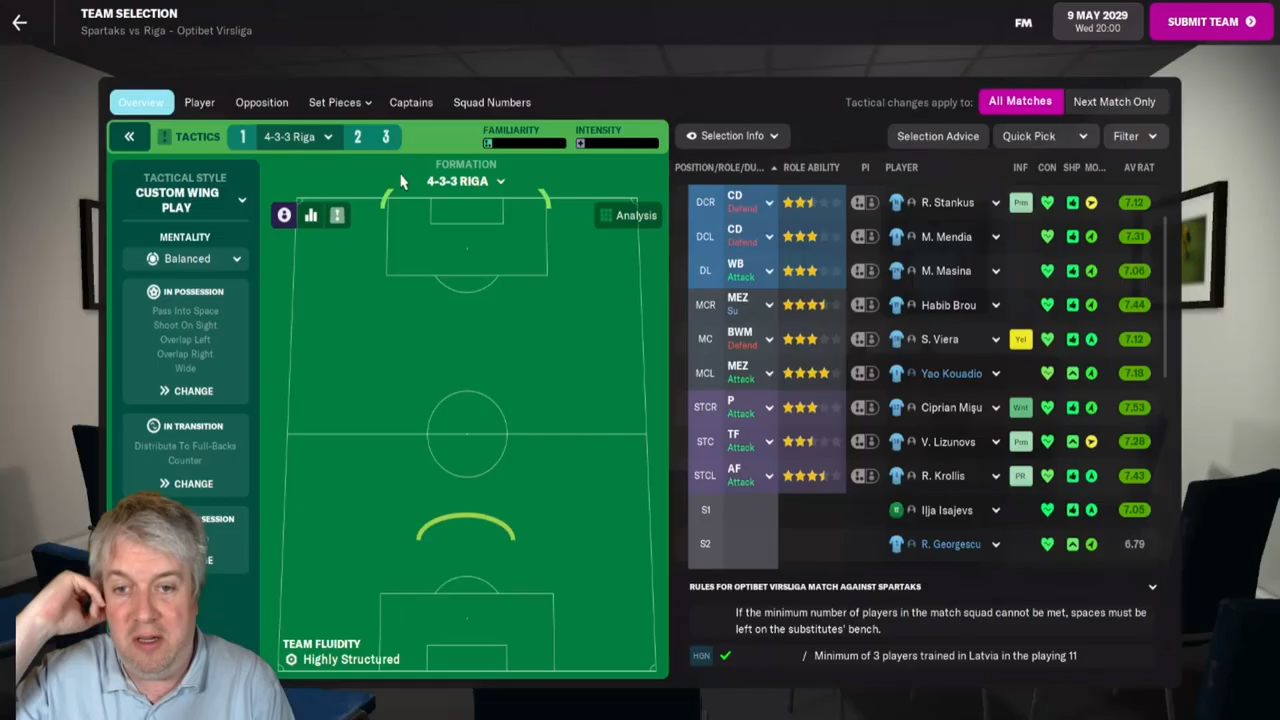 TEAM SELECTION
Spartaks vs Riga - Optibet Virsliga
FM
9 MAY 2029
Wed 20:00
SUBMIT TEAM
Overview
Player
Opposition
Set Pieces
Captains
Squad Numbers
Tactical changes apply to:
All Matches
Next Match Only
TACTICS
1
4-3-3 Riga
2
3
FAMILIARITY
INTENSITY
Selection Info
Selection Advice
Quick Pick
Filter
TACTICAL STYLE
CUSTOM WING
PLAY
MENTALITY
Balanced
IN POSSESSION
Pass Into Space
Shoot On Sight
Overlap Left
Overlap Right
Wide
CHANGE
IN TRANSITION
Distribute To Full-Backs
Counter
CHANGE
SESSION
GE
FORMATION
4-3-3 RIGA
Analysis
TEAM FLUIDITY
Highly Structured
POSITION/ROLE/DU... ROLE ABILITY PI PLAYER INF CON SHP MO... AV RAT
DCR CD Defend R. Stankus Prm 7.12
DCL CD Defend M. Mendia 7.31
DL WB Attack M. Masina 7.06
MCR MEZ Su Habib Brou 7.44
MC BWM Defend S. Viera Yel 7.12
MCL MEZ Attack Yao Kouadio 7.18
STCR P Attack Ciprian Mişu Wnt 7.53
STC TF Attack V. Lizunovs Prm 7.28
STCL AF Attack R. Krollis PR 7.43
S1 Ilja Isajevs 7.05
S2 R. Georgescu 6.79
RULES FOR OPTIBET VIRSLIGA MATCH AGAINST SPARTAKS
If the minimum number of players in the match squad cannot be met, spaces must be
left on the substitutes' bench.
HGN / Minimum of 3 players trained in Latvia in the playing 11